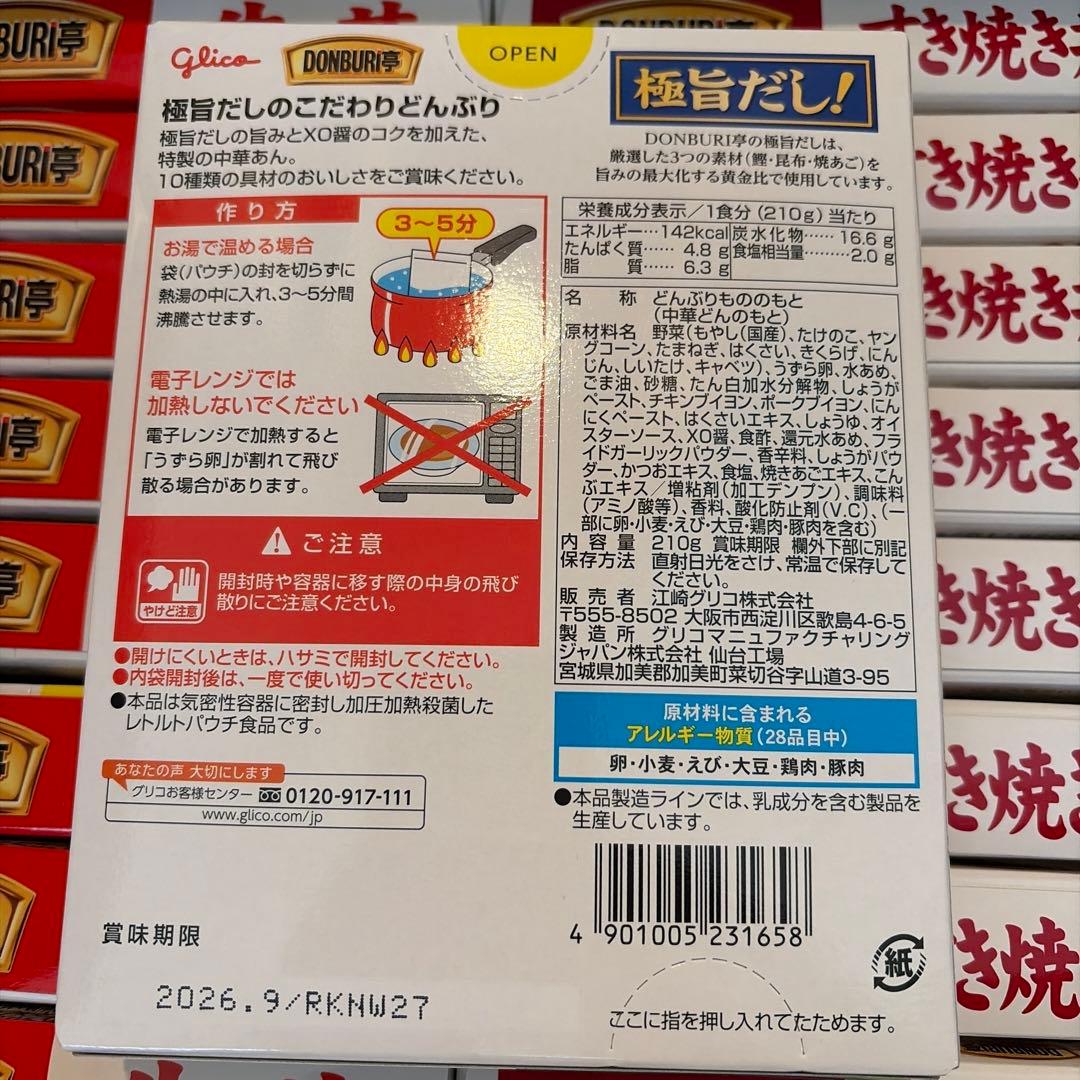 Glico
DONBURI亭
OPEN
極旨だし!
極旨だしのこだわりどんぶり
極旨だしの旨みとXO醤のコクを加えた、
特製の中華あん。
10種類の具材のおいしさをご賞味ください。
DONBURI亭の極旨だしは、
厳選した3つの素材(鰹・昆布・焼あご)を
旨みの最大化する黄金比で使用しています。
作り方
お湯で温める場合
袋(パウチ)の封を切らずに
熱湯の中に入れ、3〜5分間
沸騰させます。
3〜5分
電子レンジでは
加熱しないでください
電子レンジで加熱すると
「うずら卵」が割れて飛び
散る場合があります。
ご注意
やけど注意
開封時や容器に移す際の中身の飛び
散りにご注意ください。
●開けにくいときは、ハサミで開封してください。
●内袋開封後は、一度で使い切ってください。
●本品は気密性容器に密封し加圧加熱殺菌した
レトルトパウチ食品です。
あなたの声 大切にします
グリコお客様センター 0120-917-111
www.glico.com/jp
賞味期限
2026.9/RKNW27
栄養成分表示/1食分(210g)当たり
エネルギー…142kcal 炭水化物……16.6g
たんぱく質……4.8g 食塩相当量………2.0g
脂質……6.3g
名称 どんぶりもののもと
(中華どんのもと)
原材料名 野菜(もやし(国産)、たけのこ、ヤン
グコーン、たまねぎ、はくさい、きくらげ、にん
じん、しいたけ、キャベツ)、うずら卵、水あめ、
ごま油、砂糖、たん白加水分解物、しょうが
ペースト、チキンブイヨン、ポークブイヨン、にん
にくペースト、はくさいエキス、しょうゆ、オイ
スターソース、XO醤、食酢、還元水あめ、フラ
イドガーリックパウダー、香辛料、しょうがパウ
ダー、かつおエキス、食塩、焼きあごエキス、こん
ぶエキス/増粘剤(加工デンプン)、調味料
(アミノ酸等)、香料、酸化防止剤(V.C)、(一
部に卵・小麦・えび・大豆・鶏肉・豚肉を含む)
内容量 210g 賞味期限 欄外下部に別記
保存方法 直射日光をさけ、常温で保存して
ください。
販売者 江崎グリコ株式会社
〒555-8502 大阪市西淀川区歌島4-6-5
製造所 グリコマニュファクチャリング
ジャパン株式会社 仙台工場
宮城県加美郡加美町菜切谷字山道3-95
原材料に含まれる
アレルギー物質(28品目中)
卵・小麦・えび・大豆・鶏肉・豚肉
●本品製造ラインでは、乳成分を含む製品を
生産しています。
4 901005 231658
紙
ここに指を押し入れてたためます。
すき焼き
き焼き
き焼き
き焼き
き焼き
き焼き
き焼
BURI亭
URI亭
RI亭
I亭
亭
DONBURI亭